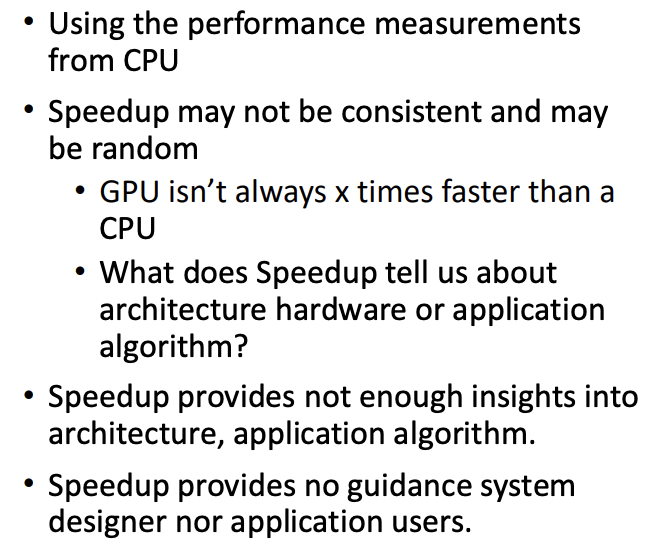 • Using the performance measurements
from CPU
• Speedup may not be consistent and may
be random
• GPU isn’t always x times faster than a
CPU
• What does Speedup tell us about
architecture hardware or application
algorithm?
• Speedup provides not enough insights into
architecture, application algorithm.
• Speedup provides no guidance system
designer nor application users.